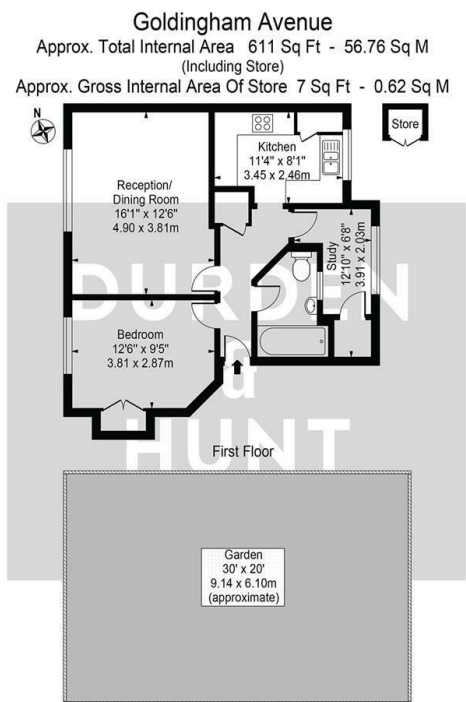 Goldingham Avenue
Approx. Total Internal Area 611 Sq Ft - 56.76 Sq M
(Including Store)
Approx. Gross Internal Area Of Store 7 Sq Ft - 0.62 Sq M
N
Store
Kitchen
11'4" x 8'1"
3.45 x 2.46m
Reception/
Dining Room
16'1" x 12'6"
4.90 x 3.81m
Study
12'10" x 6'8"
3.91 x 2.03m
DURDEN
&
HUNT
Bedroom
12'6" x 9'5"
3.81 x 2.87m
First Floor
Garden
30' x 20'
9.14 x 6.10m
(approximate)